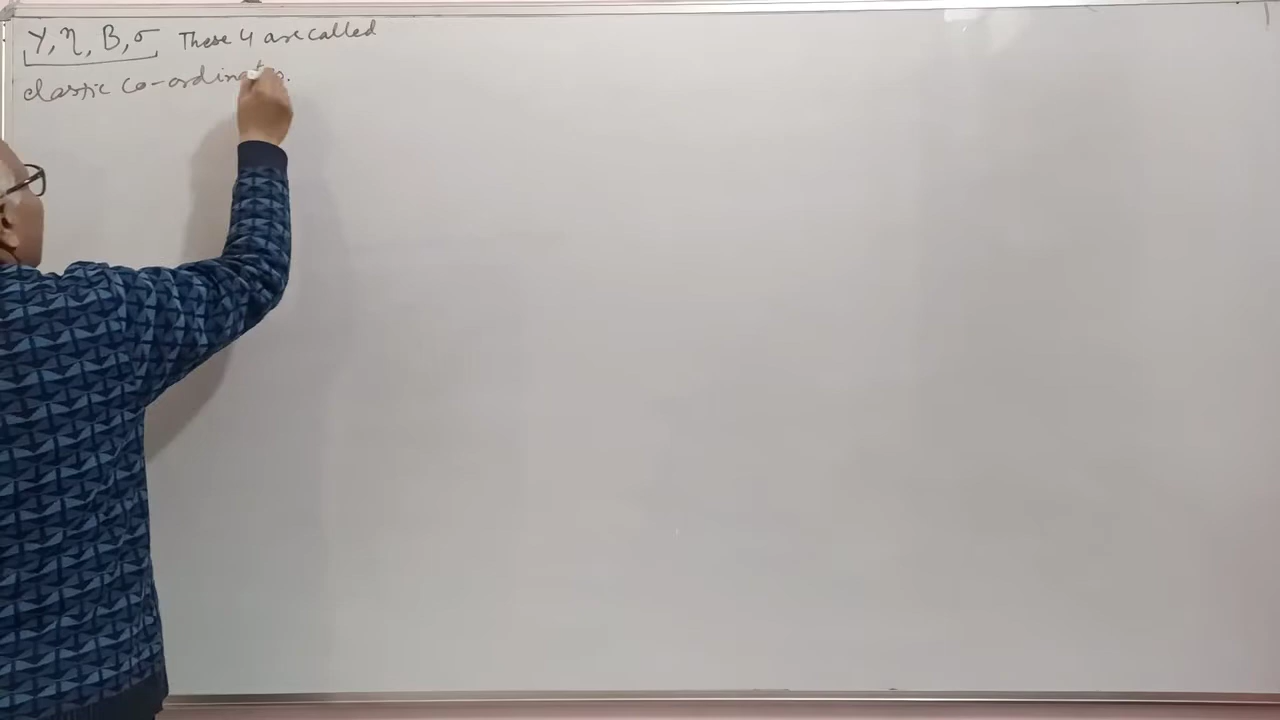 Y, η, B, σ These 4 are called
elastic co-ordinates.